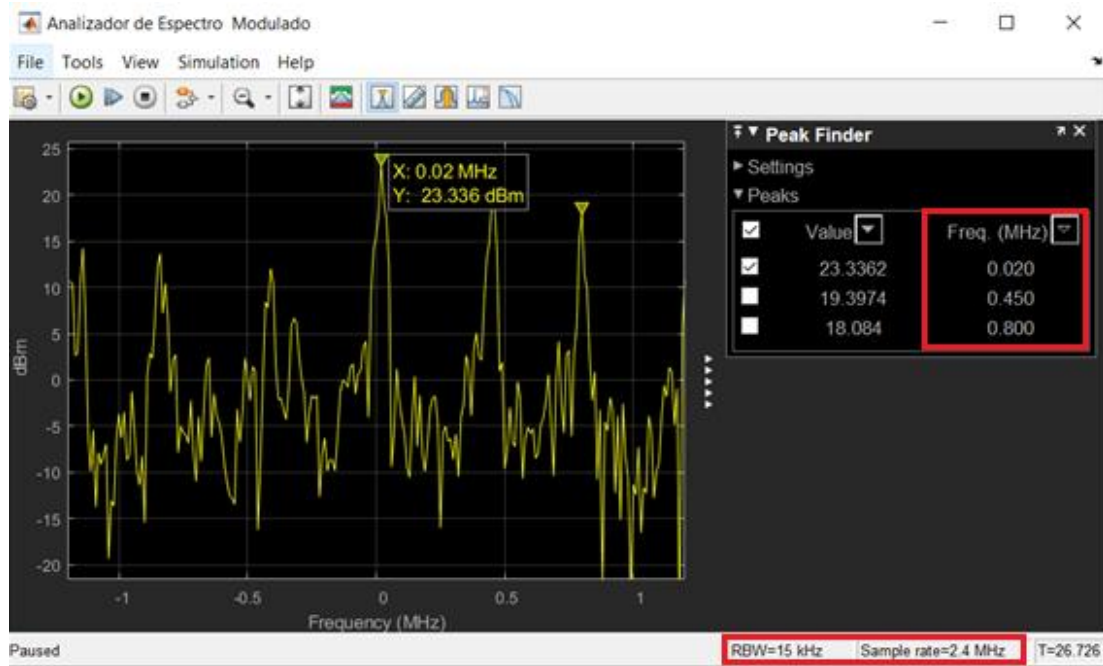 Analizador de Espectro Modulado
File Tools View Simulation Help
25
20
15
10
5
0
-5
-10
-15
-20
dBm
X: 0.02 MHz
Y: 23.336 dBm
-1 -0.5 0 0.5 1
Frequency (MHz)
Peak Finder
Settings
Peaks
Value Freq. (MHz)
23.3362 0.020
19.3974 0.450
18.084 0.800
Paused RBW=15 kHz Sample rate=2.4 MHz T=26.726